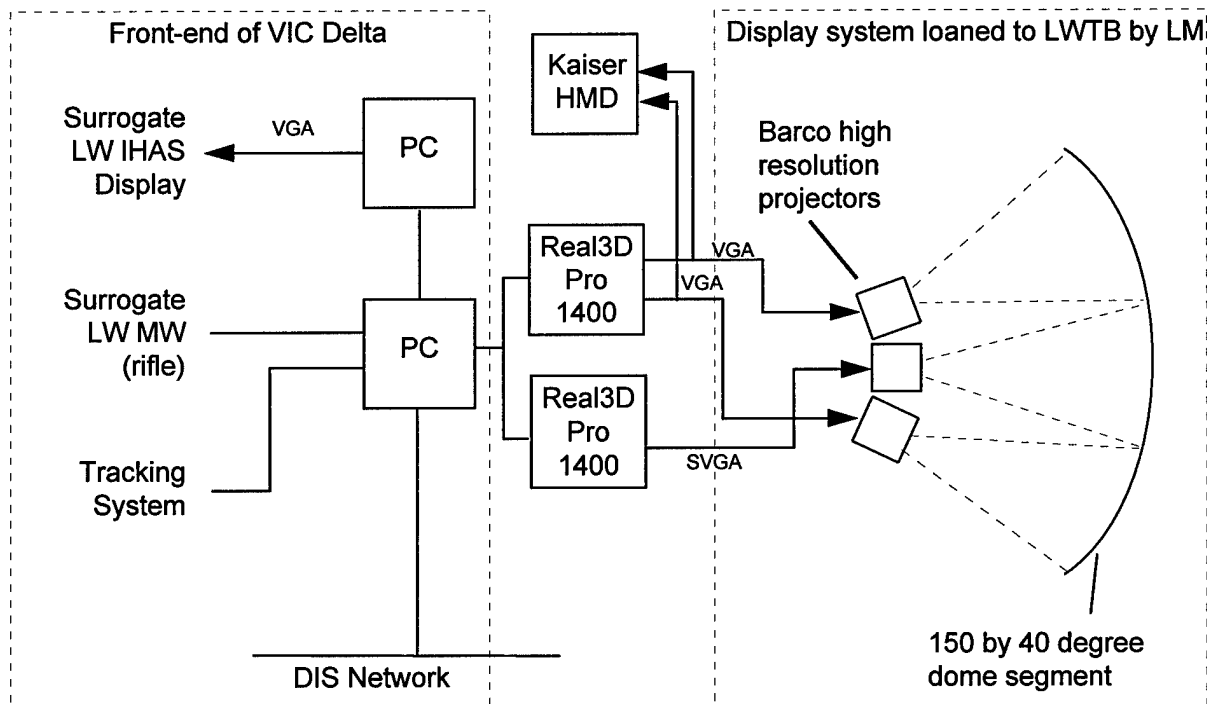 Front-end of VIC Delta
Display system loaned to LWTB by LM
Kaiser
HMD
Surrogate
LW IHAS
Display
VGA
PC
Barco high
resolution
projectors
Real3D
Pro
1400
VGA
VGA
Surrogate
LW MW
(rifle)
PC
Real3D
Pro
1400
SVGA
Tracking
System
150 by 40 degree
dome segment
DIS Network